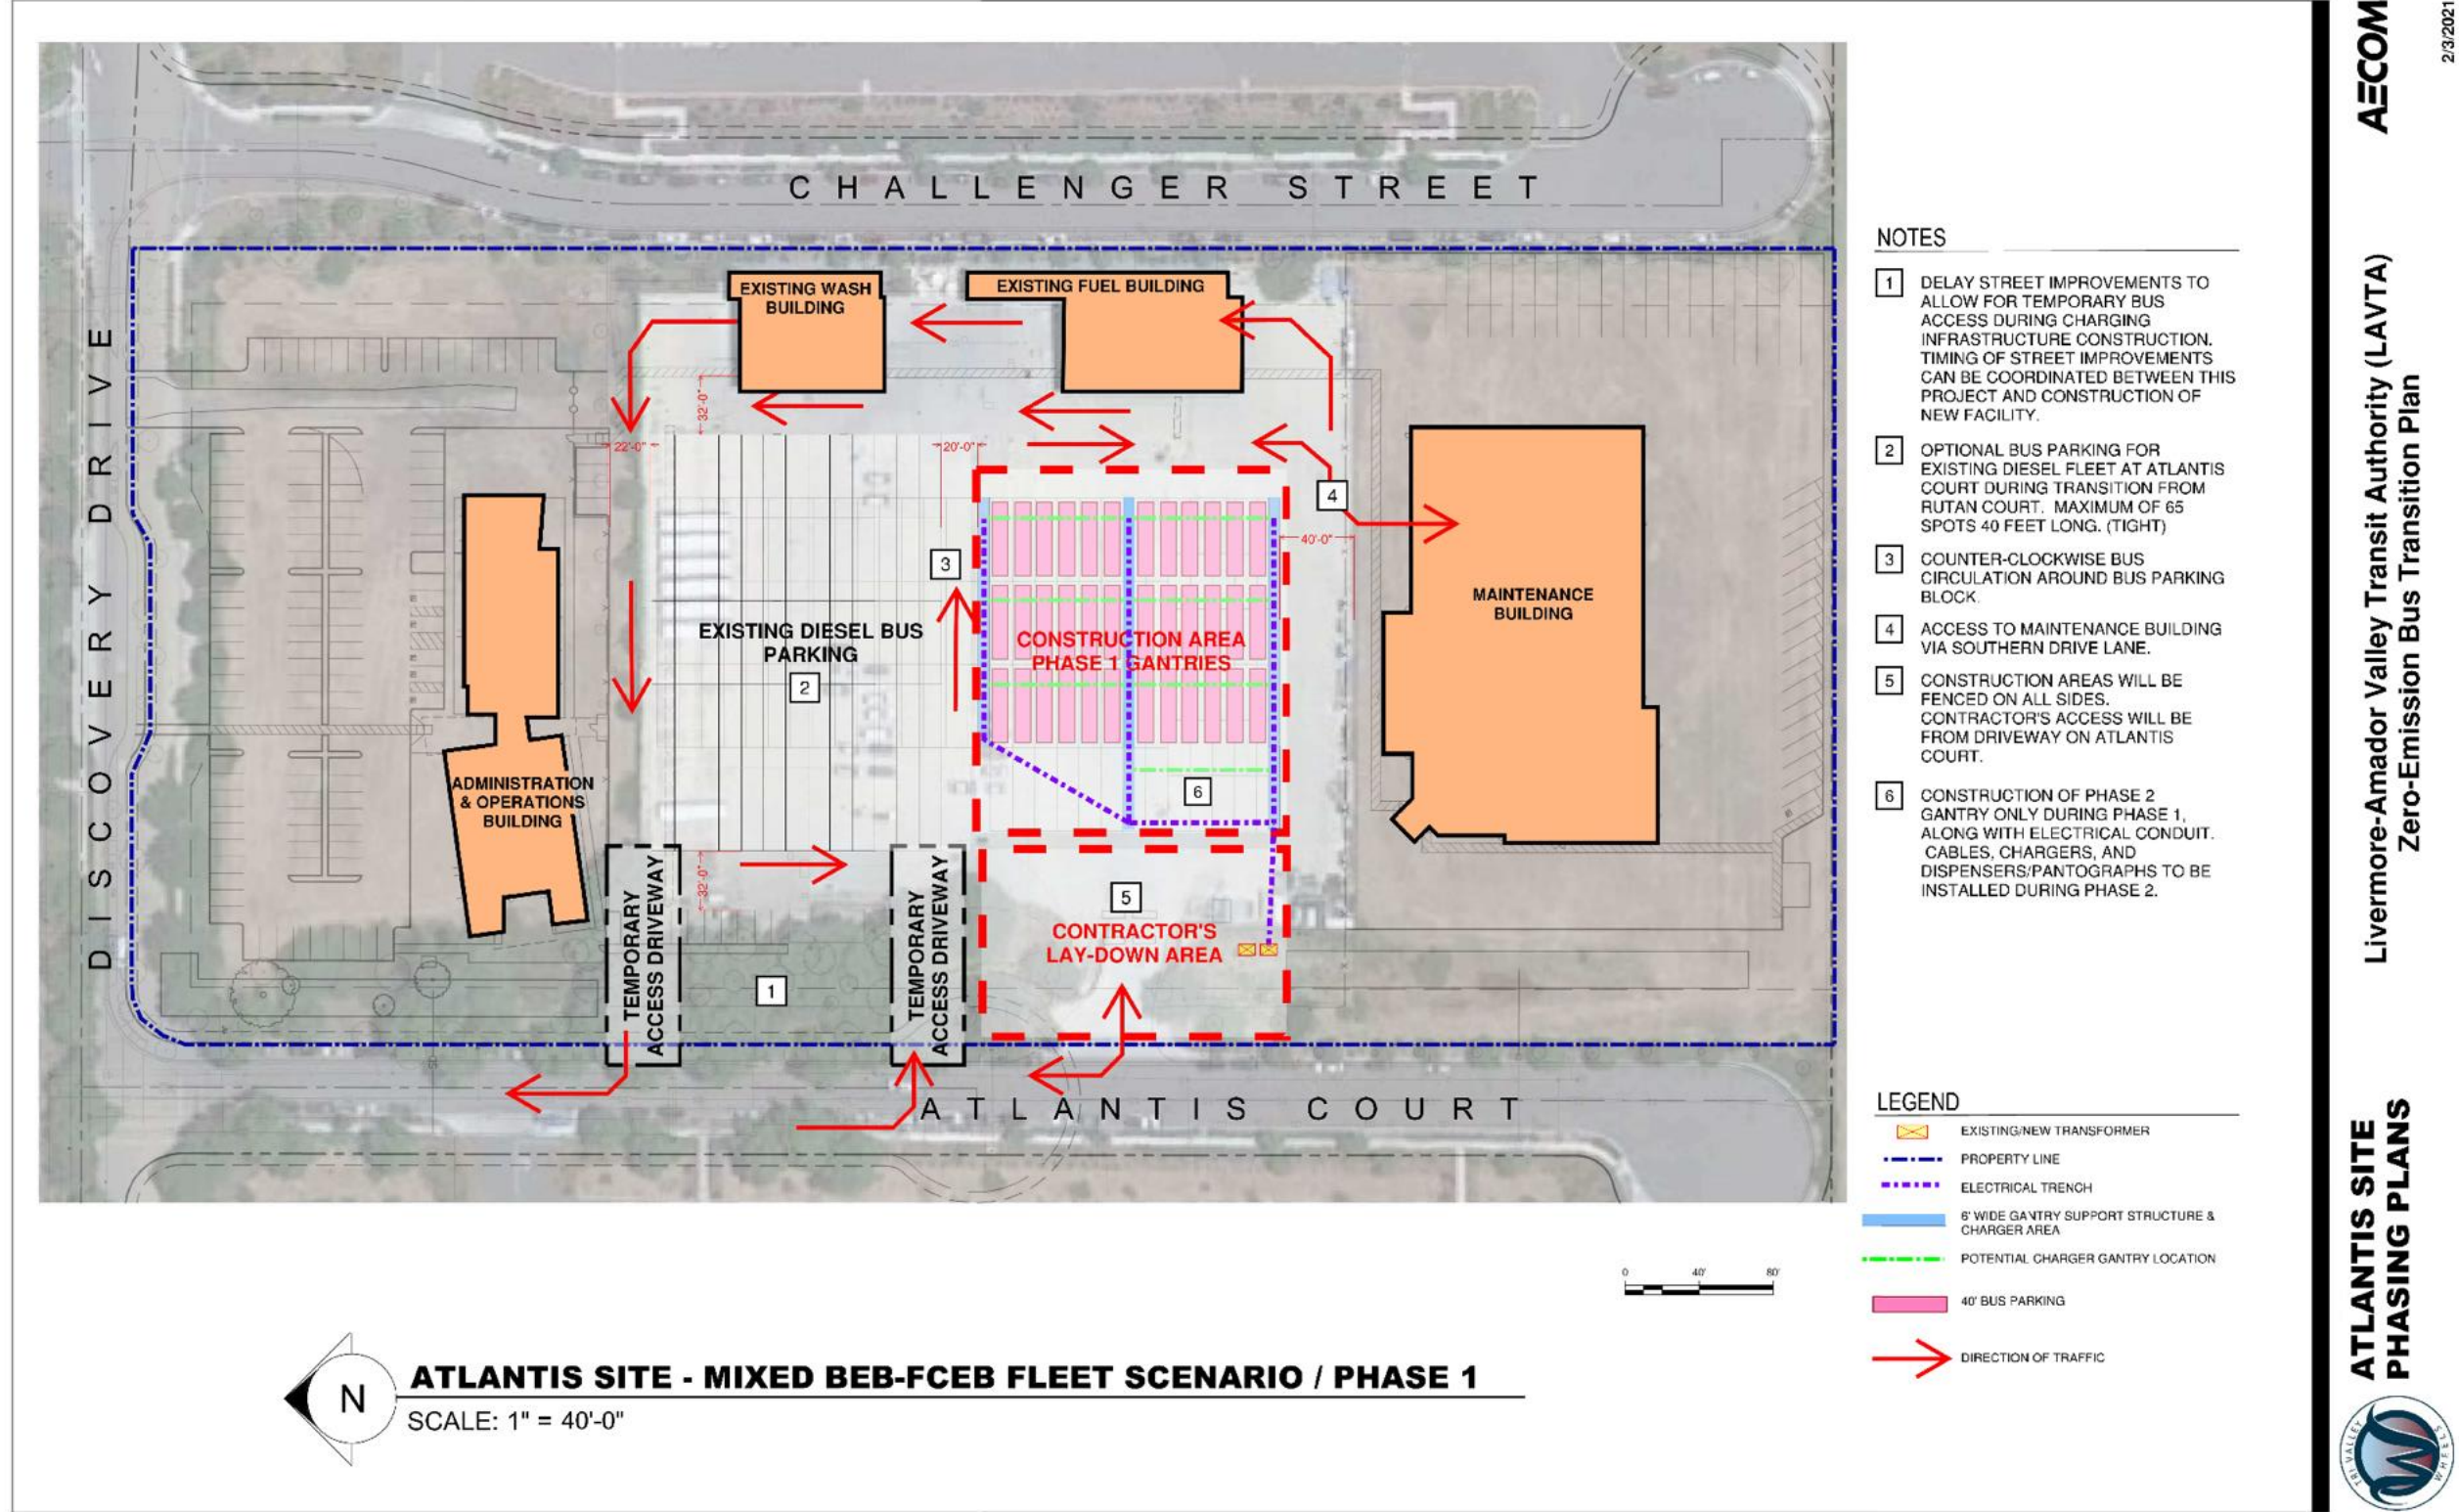 CHALLENGER STREET
DISCOVERY DRIVE
EXISTING WASH
BUILDING
EXISTING FUEL BUILDING
32'-0"
22'-0"
20'-0"
4
40'-0"
3
MAINTENANCE
BUILDING
EXISTING DIESEL BUS
PARKING
2
CONSTRUCTION AREA
PHASE 1 GANTRIES
6
ADMINISTRATION
& OPERATIONS
BUILDING
TEMPORARY
ACCESS DRIVEWAY
32'-0"
TEMPORARY
ACCESS DRIVEWAY
5
CONTRACTOR'S
LAY-DOWN AREA
1
ATLANTIS COURT
NOTES
1 DELAY STREET IMPROVEMENTS TO
ALLOW FOR TEMPORARY BUS
ACCESS DURING CHARGING
INFRASTRUCTURE CONSTRUCTION.
TIMING OF STREET IMPROVEMENTS
CAN BE COORDINATED BETWEEN THIS
PROJECT AND CONSTRUCTION OF
NEW FACILITY.
2 OPTIONAL BUS PARKING FOR
EXISTING DIESEL FLEET AT ATLANTIS
COURT DURING TRANSITION FROM
RUTAN COURT. MAXIMUM OF 65
SPOTS 40 FEET LONG. (TIGHT)
3 COUNTER-CLOCKWISE BUS
CIRCULATION AROUND BUS PARKING
BLOCK.
4 ACCESS TO MAINTENANCE BUILDING
VIA SOUTHERN DRIVE LANE.
5 CONSTRUCTION AREAS WILL BE
FENCED ON ALL SIDES.
CONTRACTOR'S ACCESS WILL BE
FROM DRIVEWAY ON ATLANTIS
COURT.
6 CONSTRUCTION OF PHASE 2
GANTRY ONLY DURING PHASE 1,
ALONG WITH ELECTRICAL CONDUIT.
CABLES, CHARGERS, AND
DISPENSERS/PANTOGRAPHS TO BE
INSTALLED DURING PHASE 2.
LEGEND
EXISTING/NEW TRANSFORMER
PROPERTY LINE
ELECTRICAL TRENCH
6' WIDE GANTRY SUPPORT STRUCTURE &
CHARGER AREA
POTENTIAL CHARGER GANTRY LOCATION
40' BUS PARKING
DIRECTION OF TRAFFIC
0 40' 80'
N
ATLANTIS SITE - MIXED BEB-FCEB FLEET SCENARIO / PHASE 1
SCALE: 1" = 40'-0"
2/3/2021
AECOM
Livermore-Amador Valley Transit Authority (LAVTA)
Zero-Emission Bus Transition Plan
ATLANTIS SITE
PHASING PLANS
TRI VALLEY
WHEELS